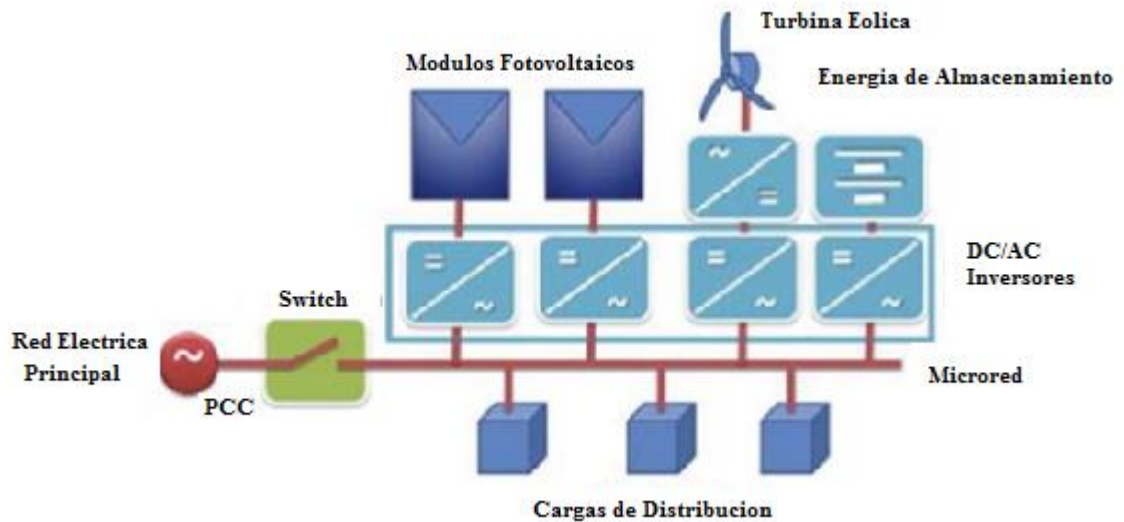 Turbina Eolica
Modulos Fotovoltaicos
Energia de Almacenamiento
DC/AC
Inversores
Switch
Red Electrica
Principal
PCC
Microred
Cargas de Distribucion